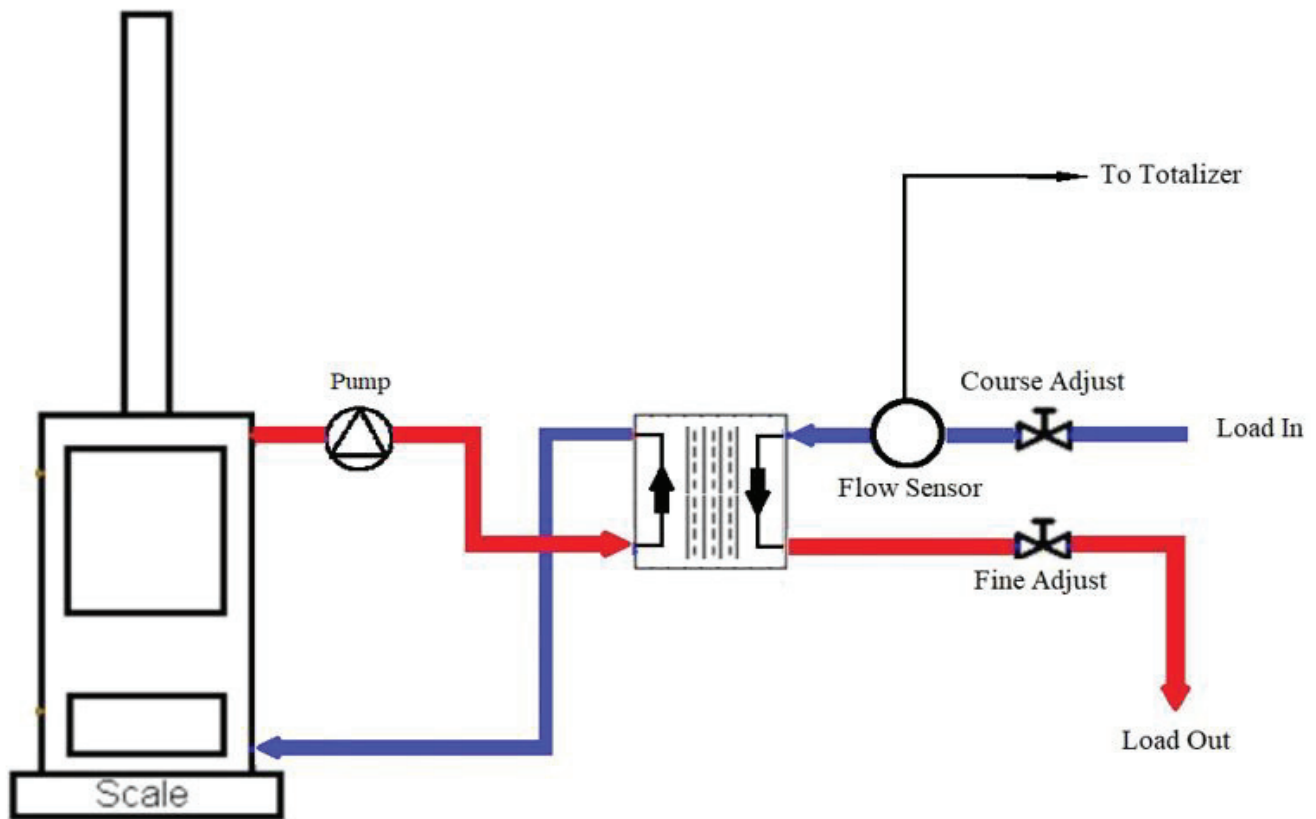 To Totalizer
Pump
Course Adjust
Load In
Flow Sensor
Fine Adjust
Load Out
Scale